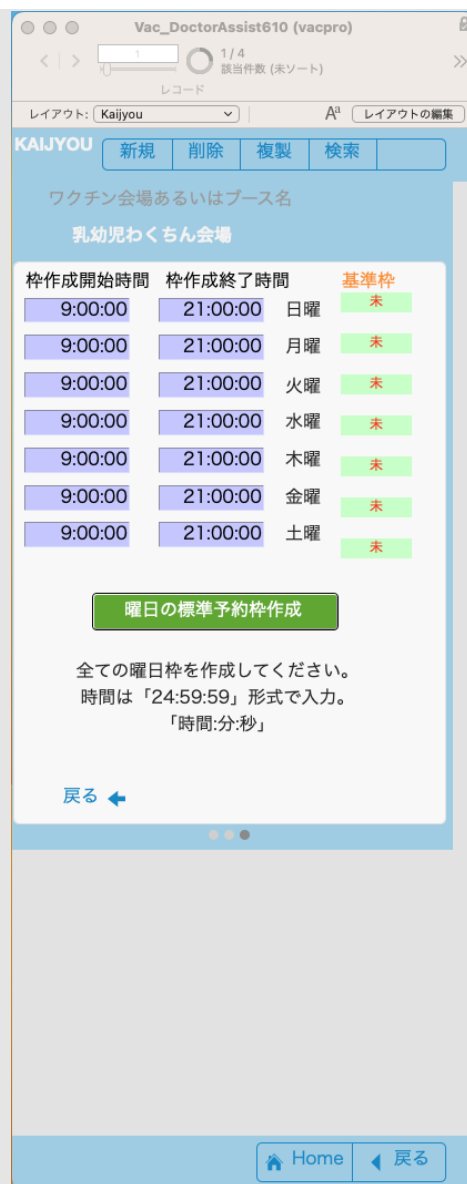 Vac_DoctorAssist610 (vacpro)
1
1 / 4
該当件数 (未ソート)
レコード
レイアウト: Kaijyou
Aª レイアウトの編集
KAIJYOU 新規 削除 複製 検索
ワクチン会場あるいはブース名
乳幼児わくちん会場
枠作成開始時間 枠作成終了時間 基準枠
9:00:00 21:00:00 日曜 未
9:00:00 21:00:00 月曜 未
9:00:00 21:00:00 火曜 未
9:00:00 21:00:00 水曜 未
9:00:00 21:00:00 木曜 未
9:00:00 21:00:00 金曜 未
9:00:00 21:00:00 土曜 未
曜日の標準予約枠作成
全ての曜日枠を作成してください。
時間は「24:59:59」形式で入力。
「時間:分:秒」
戻る
Home 戻る